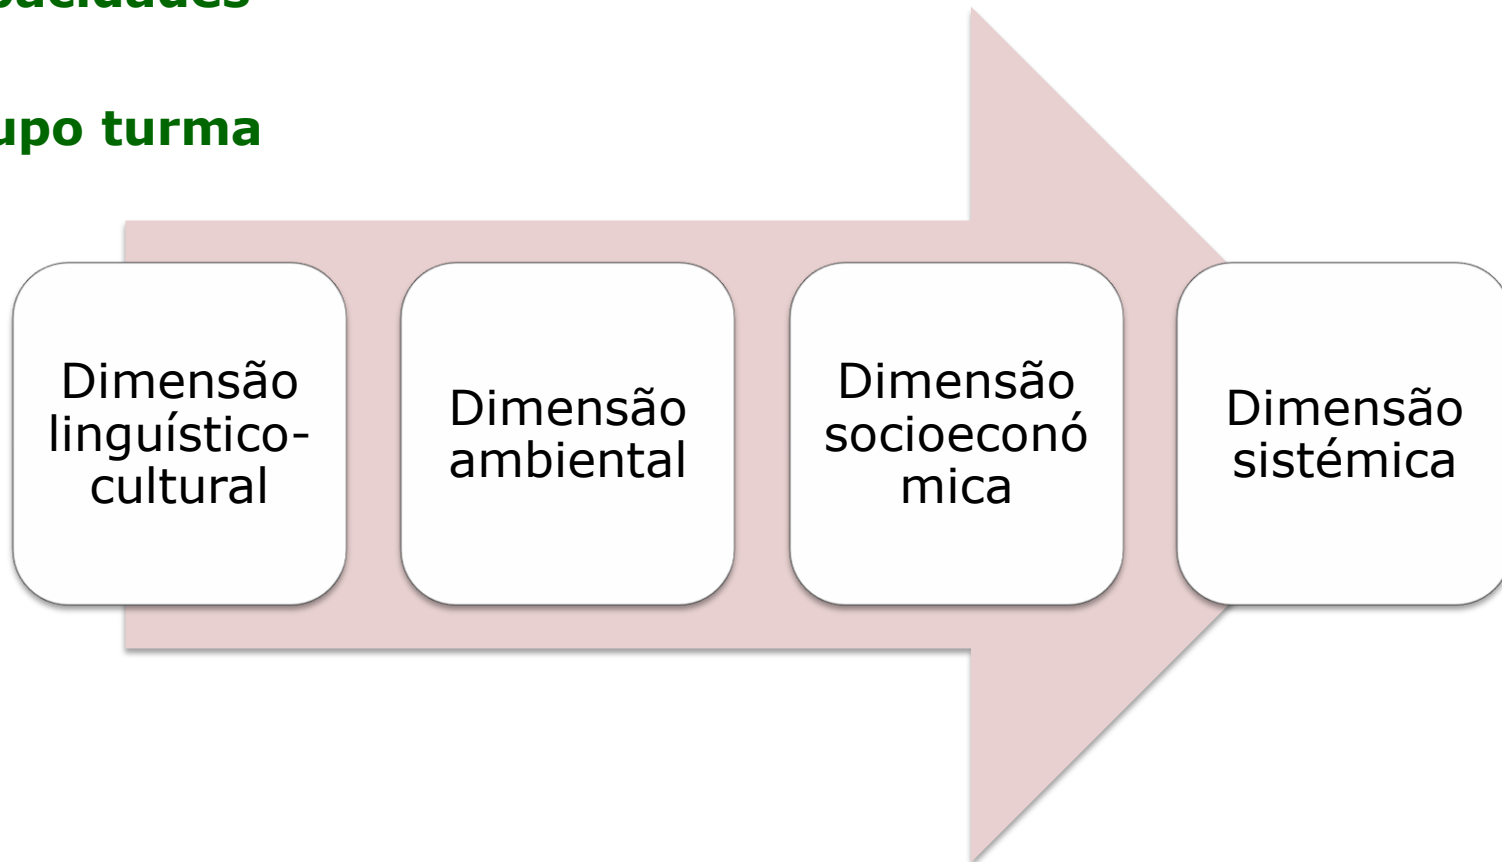 upo turma
Dimensão
linguístico-
cultural
Dimensão
ambiental
Dimensão
socioeconó
mica
Dimensão
sistémica